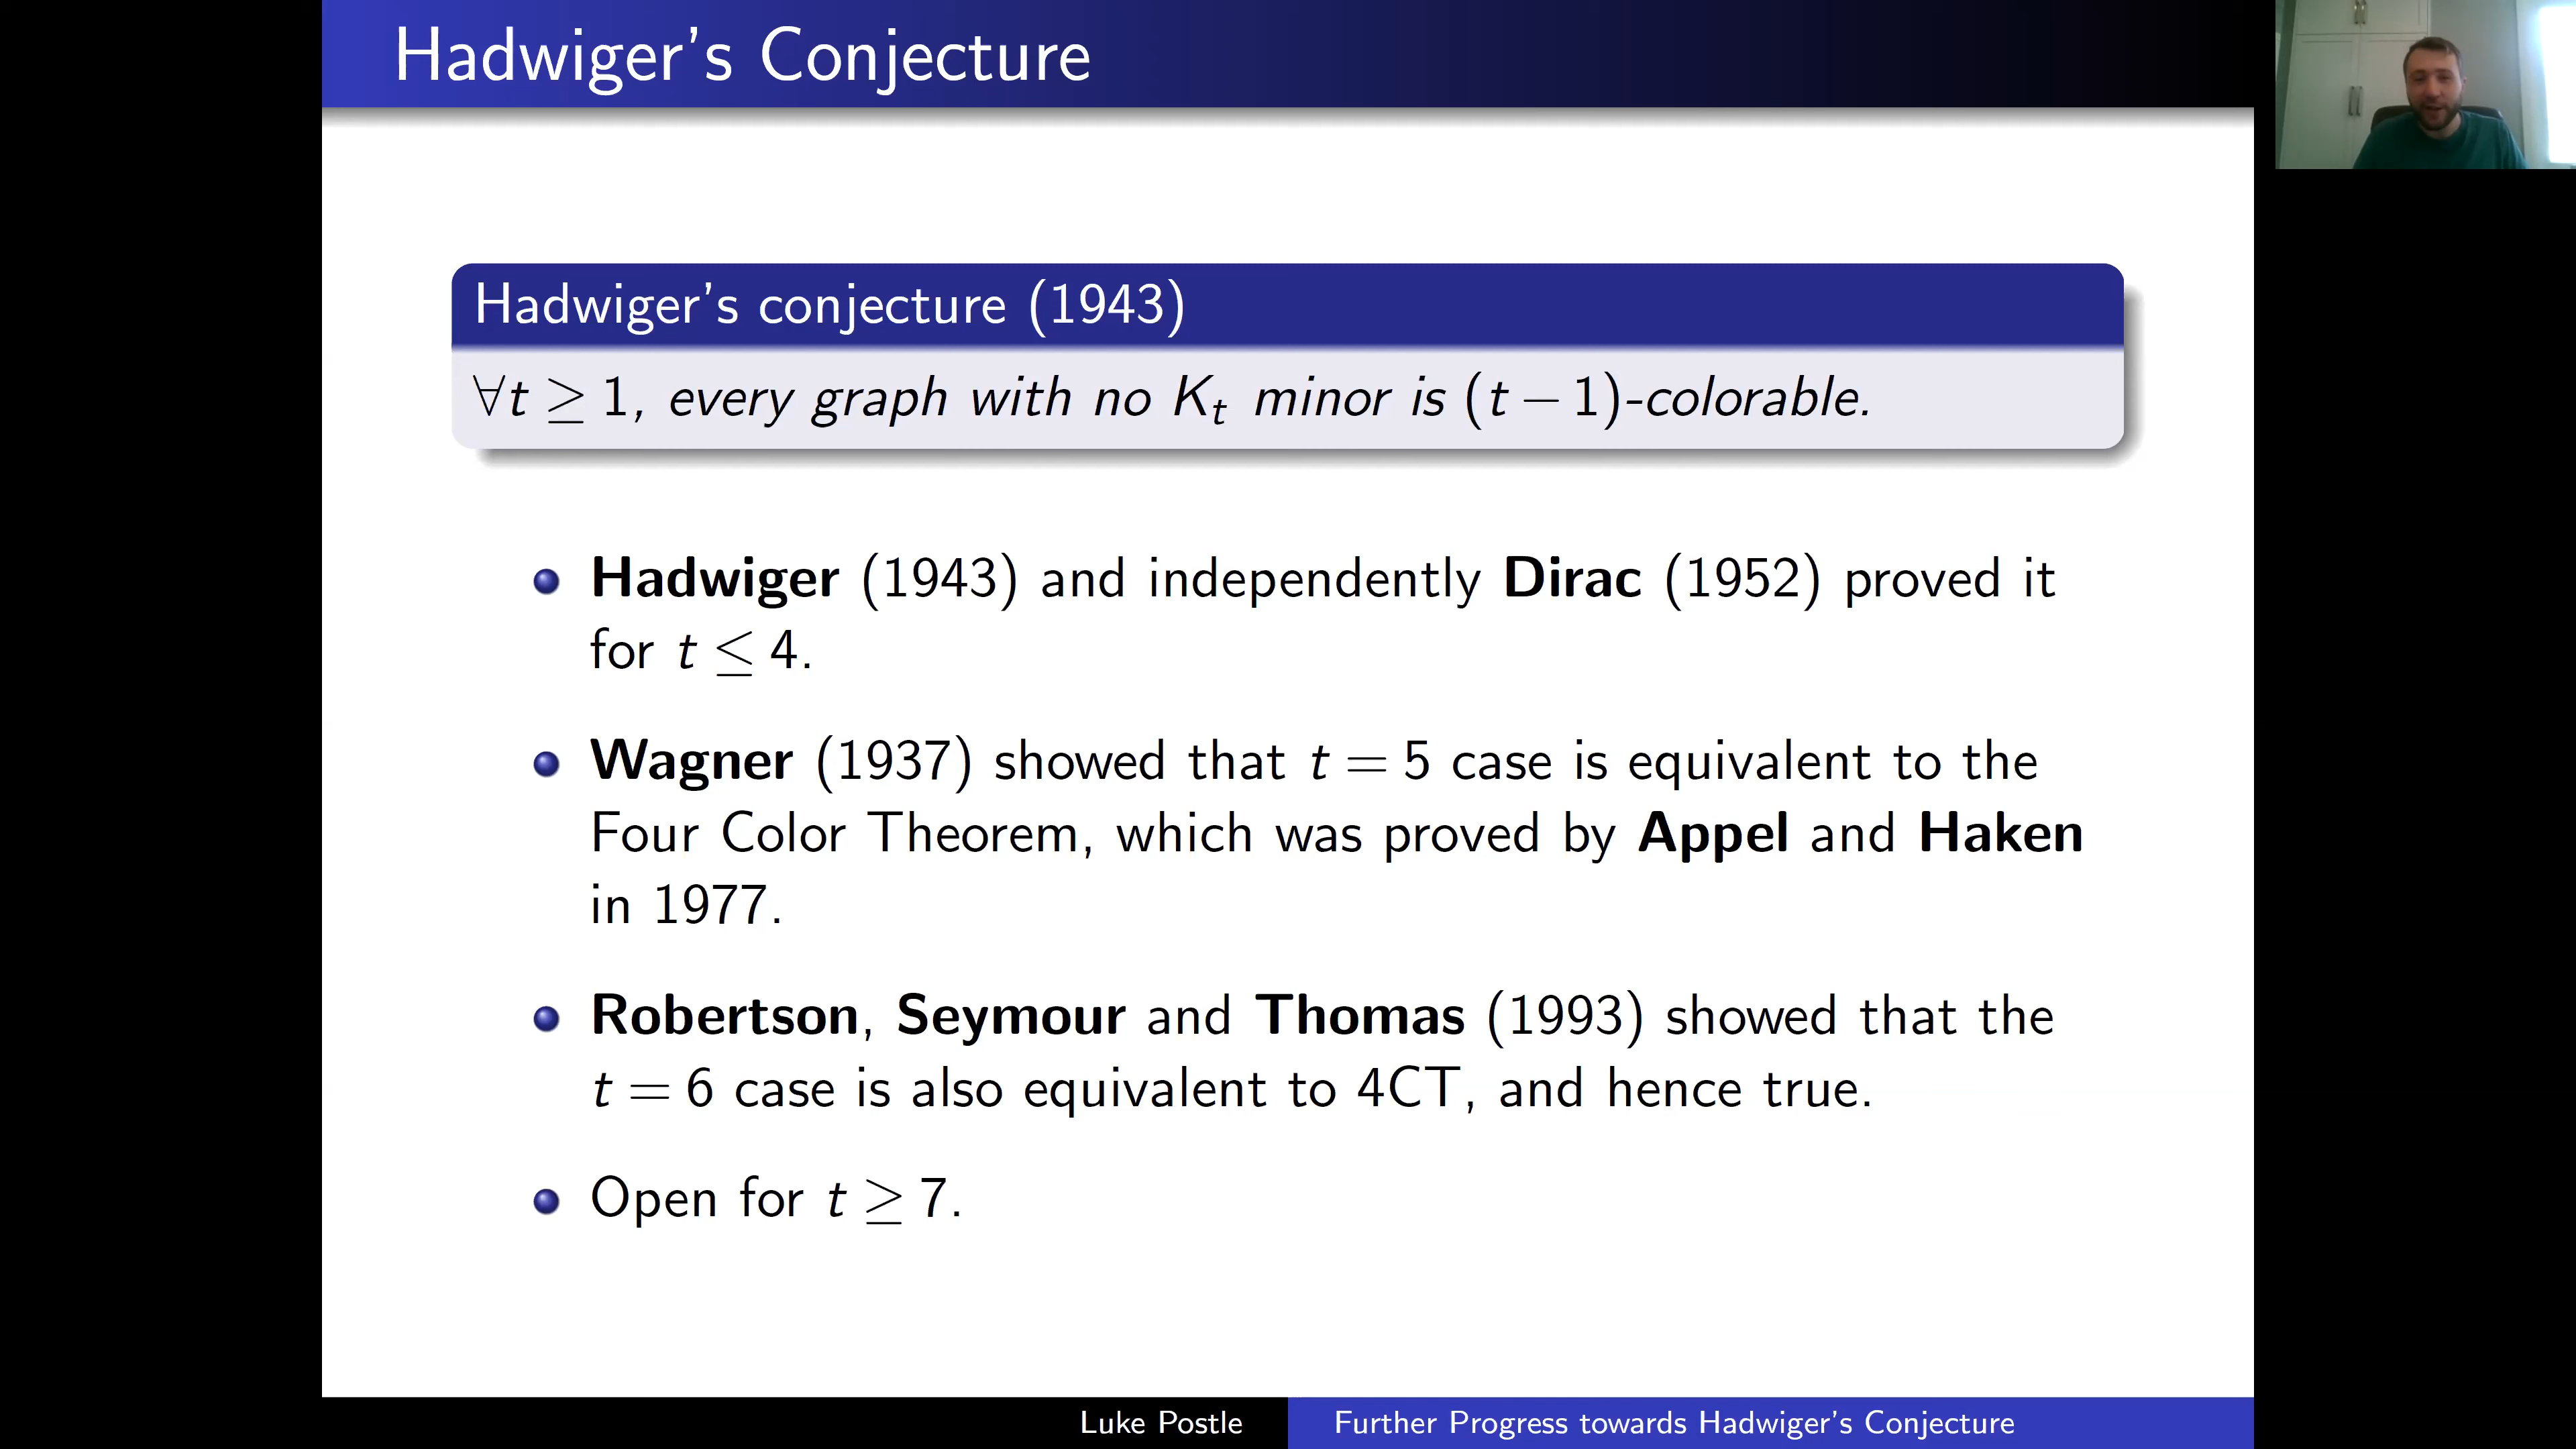 Hadwiger's Conjecture
Hadwiger's conjecture (1943)
∀t ≥ 1, every graph with no K_t minor is (t − 1)-colorable.
Hadwiger (1943) and independently Dirac (1952) proved it
for t ≤ 4.
Wagner (1937) showed that t = 5 case is equivalent to the
Four Color Theorem, which was proved by Appel and Haken
in 1977.
Robertson, Seymour and Thomas (1993) showed that the
t = 6 case is also equivalent to 4CT, and hence true.
Open for t ≥ 7.
Luke Postle
Further Progress towards Hadwiger's Conjecture